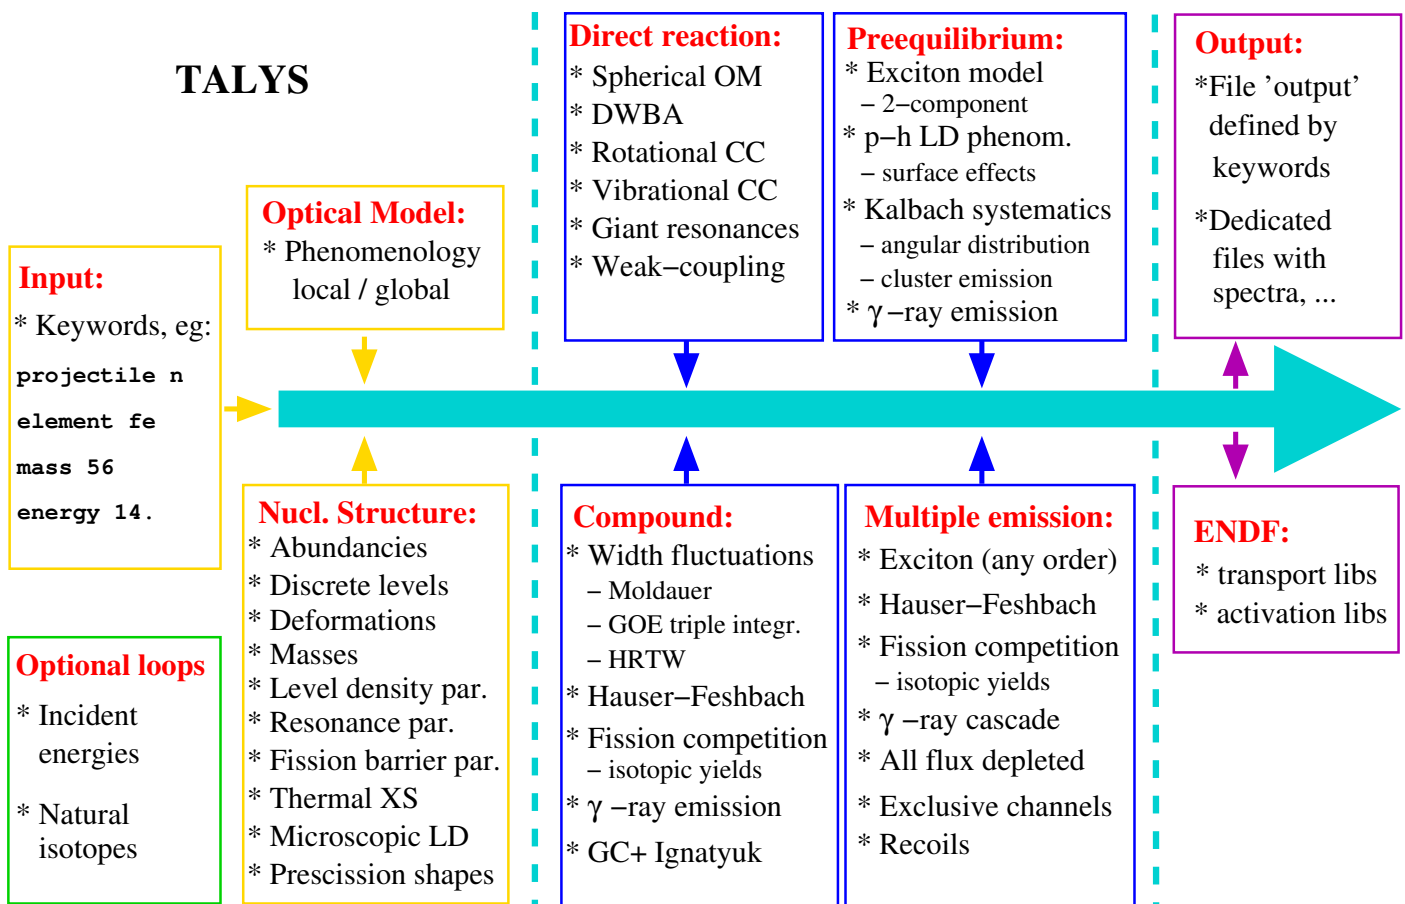 TALYS
Input:
* Keywords, eg:
projectile n
element fe
mass 56
energy 14.
Optional loops
* Incident
energies
* Natural
isotopes
Optical Model:
* Phenomenology
local / global
Nucl. Structure:
* Abundancies
* Discrete levels
* Deformations
* Masses
* Level density par.
* Resonance par.
* Fission barrier par.
* Thermal XS
* Microscopic LD
* Prescission shapes
Direct reaction:
* Spherical OM
* DWBA
* Rotational CC
* Vibrational CC
* Giant resonances
* Weak−coupling
Preequilibrium:
* Exciton model
− 2−component
* p−h LD phenom.
− surface effects
* Kalbach systematics
− angular distribution
− cluster emission
* γ −ray emission
Compound:
* Width fluctuations
− Moldauer
− GOE triple integr.
− HRTW
* Hauser−Feshbach
* Fission competition
− isotopic yields
* γ −ray emission
* GC+ Ignatyuk
Multiple emission:
* Exciton (any order)
* Hauser−Feshbach
* Fission competition
− isotopic yields
* γ −ray cascade
* All flux depleted
* Exclusive channels
* Recoils
Output:
*File ’output’
defined by
keywords
*Dedicated
files with
spectra, ...
ENDF:
* transport libs
* activation libs